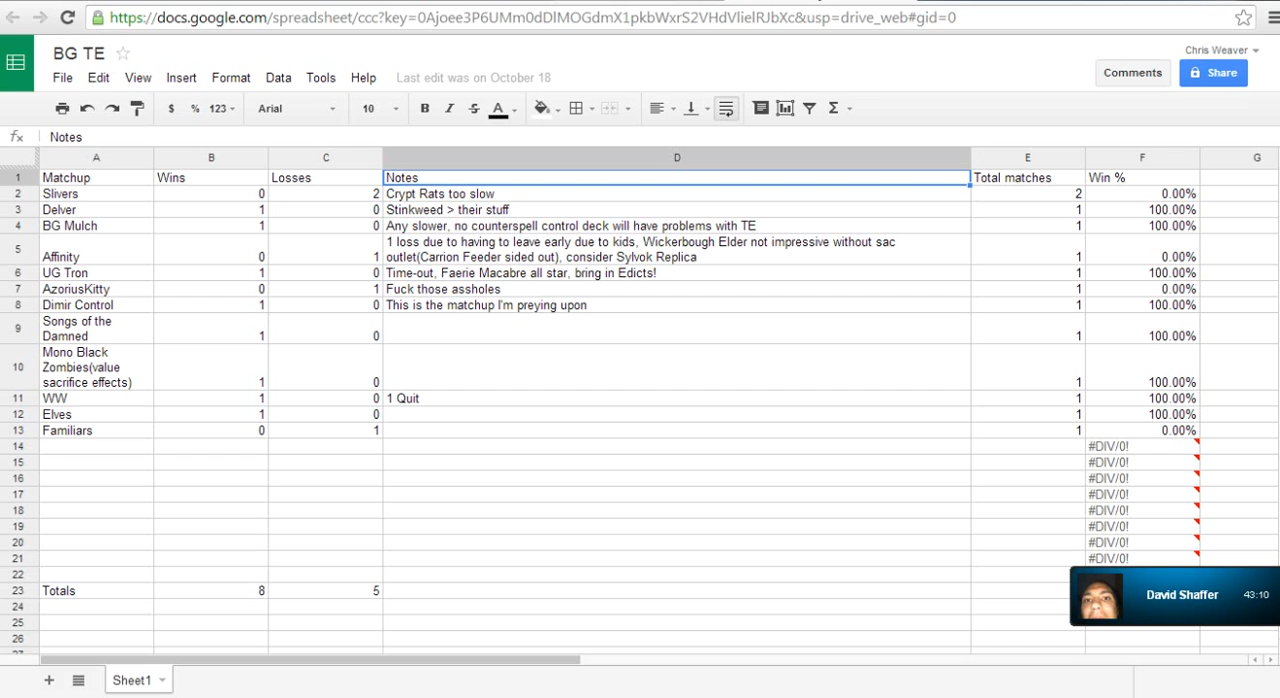 https://docs.google.com/spreadsheet/ccc?key=0Ajoee3P6UMm0dDlMOGdmX1pkbWxrS2VHdVlielRJbXc&usp=drive_web#gid=0
BG TE
Chris Weaver
File Edit View Insert Format Data Tools Help Last edit was on October 18
Comments Share
$ % 123 Arial 10 B I S A Σ
fx Notes
A B C D E F G
1 Matchup Wins Losses Notes Total matches Win %
2 Slivers 0 2 Crypt Rats too slow 2 0.00%
3 Delver 1 0 Stinkweed > their stuff 1 100.00%
4 BG Mulch 1 0 Any slower, no counterspell control deck will have problems with TE 1 100.00%
1 loss due to having to leave early due to kids, Wickerbough Elder not impressive without sac
5 Affinity 0 1 outlet(Carrion Feeder sided out), consider Sylvok Replica 1 0.00%
6 UG Tron 1 0 Time-out, Faerie Macabre all star, bring in Edicts! 1 100.00%
7 AzoriusKitty 0 1 Fuck those assholes 1 0.00%
8 Dimir Control 1 0 This is the matchup I'm preying upon 1 100.00%
Songs of the
9 Damned 1 0 1 100.00%
Mono Black
10 Zombies(value
sacrifice effects) 1 0 1 100.00%
11 WW 1 0 1 Quit 1 100.00%
12 Elves 1 0 1 100.00%
13 Familiars 0 1 1 0.00%
14 #DIV/0!
15 #DIV/0!
16 #DIV/0!
17 #DIV/0!
18 #DIV/0!
19 #DIV/0!
20 #DIV/0!
21 #DIV/0!
22
23 Totals 8 5
David Shaffer 43:10
24
25
26
27
Sheet1